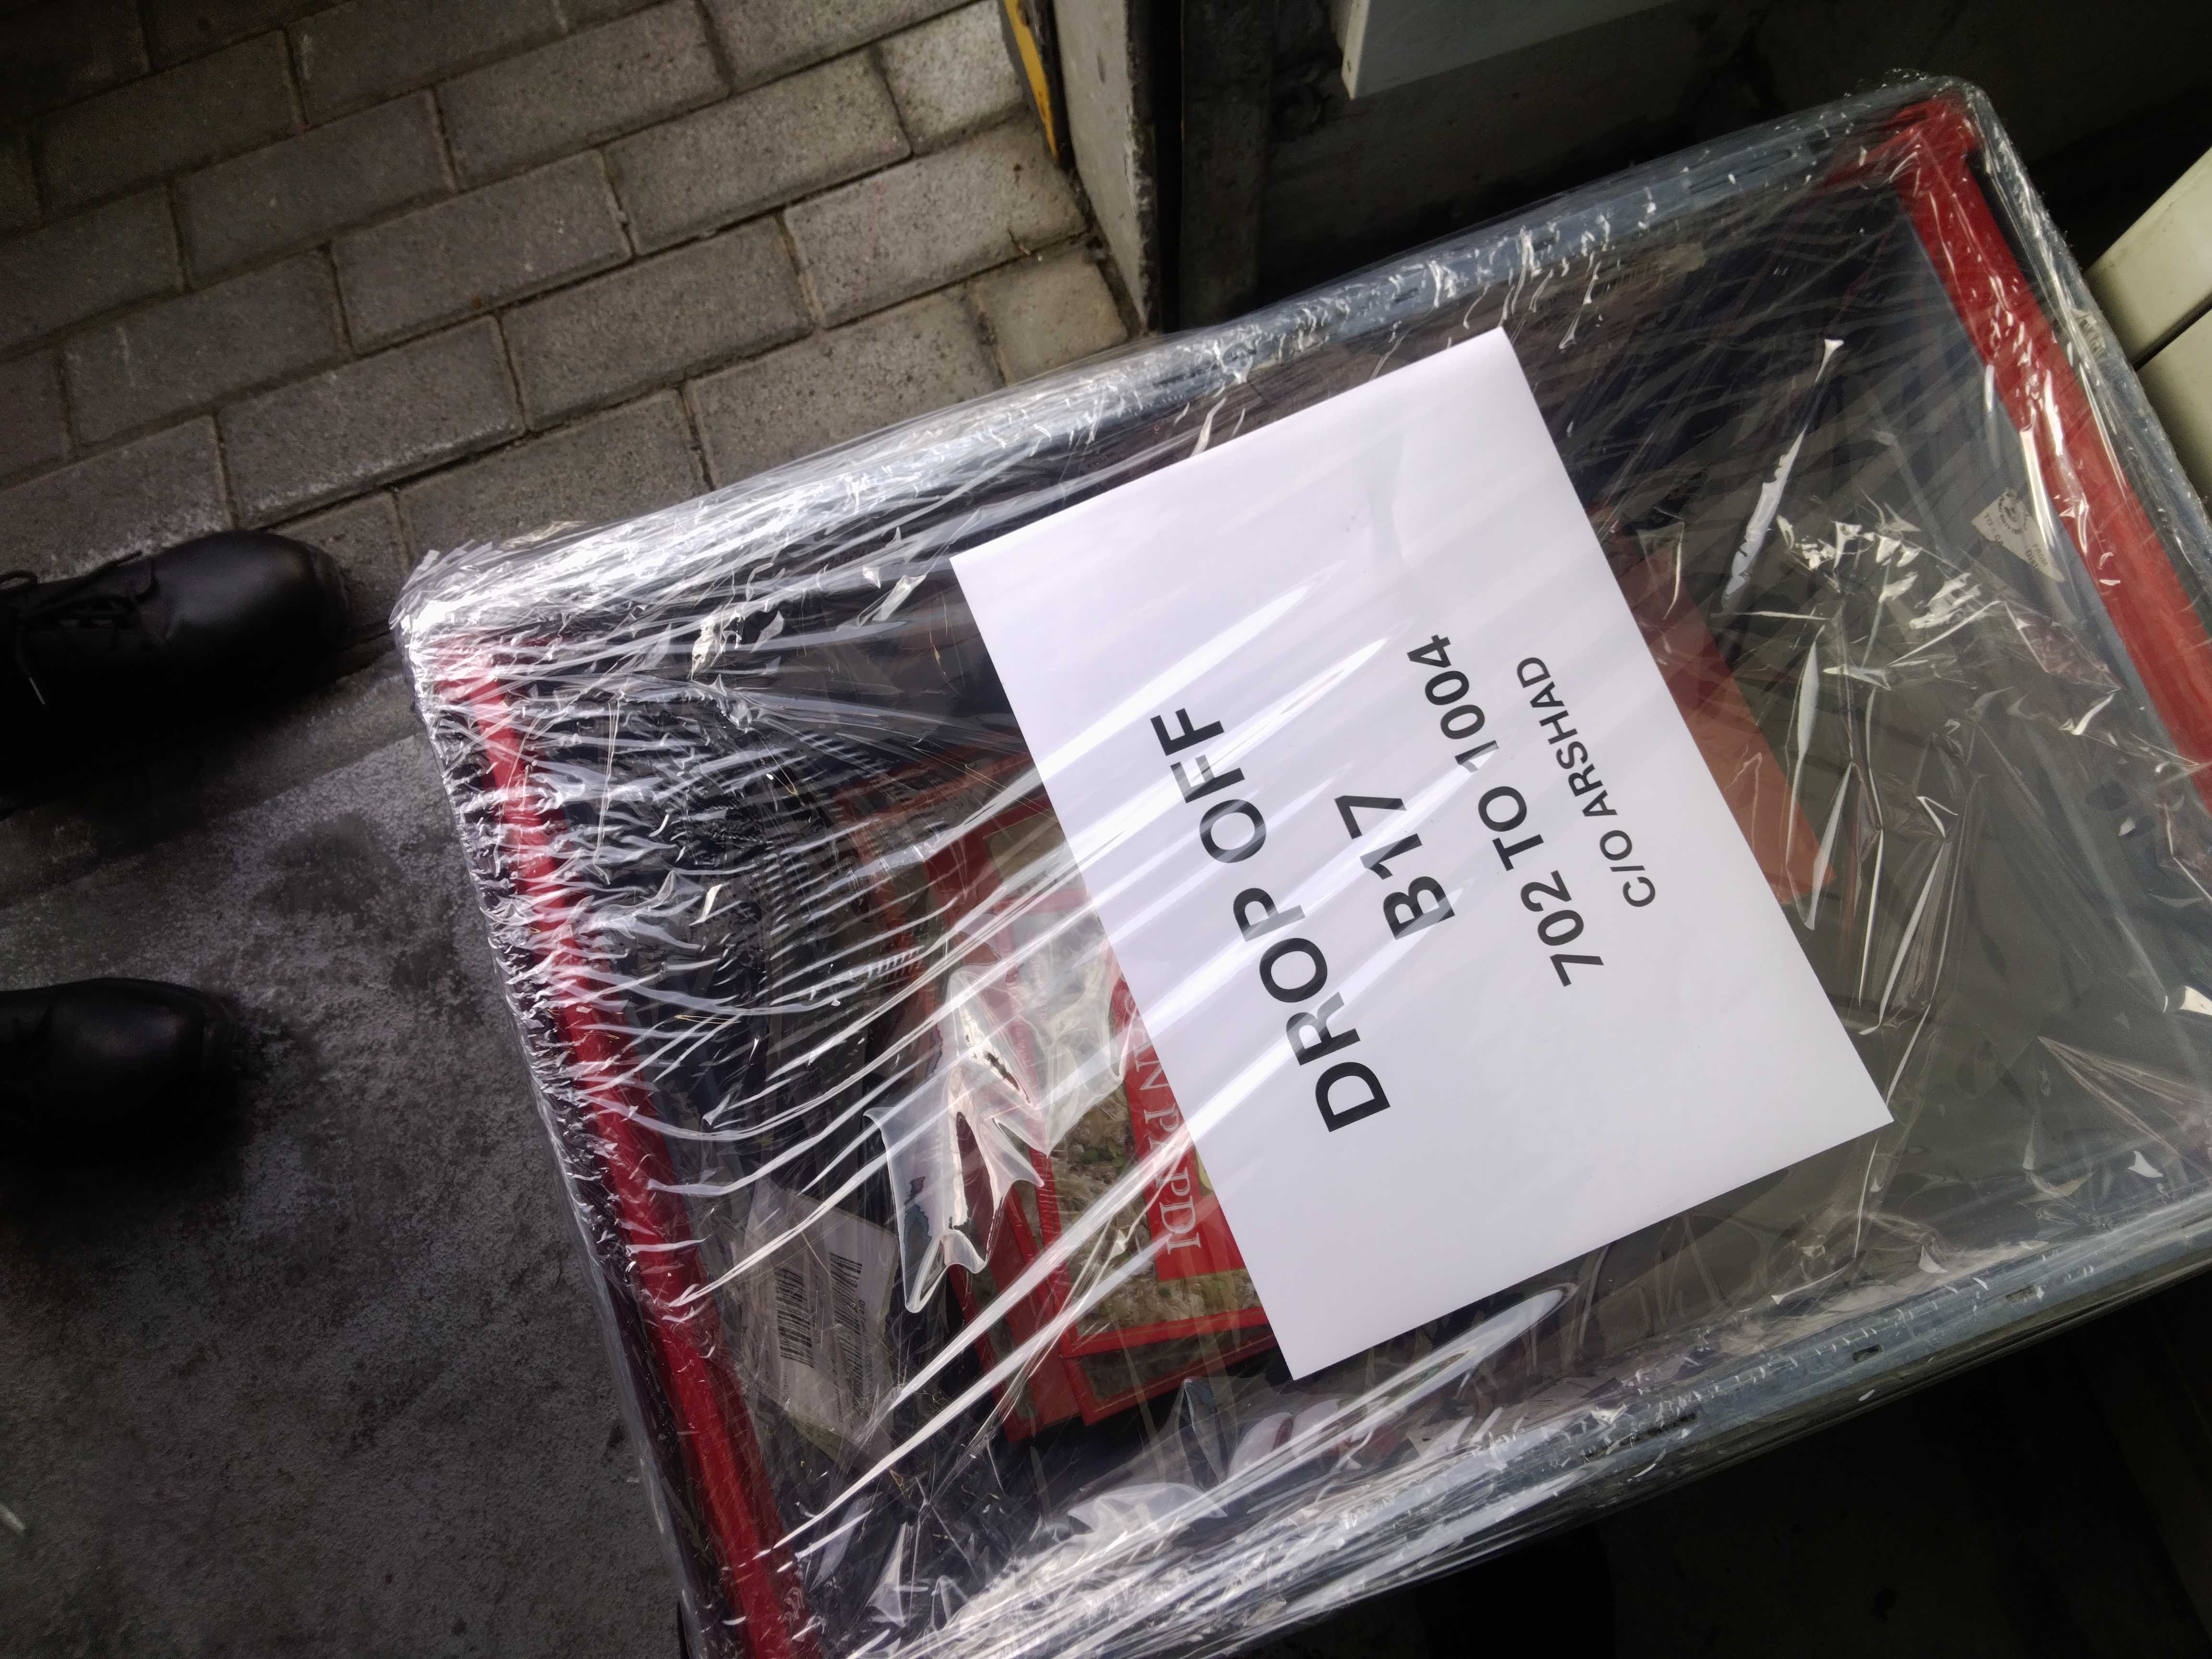 DROP OFF
B17
702 TO 1004
C/O ARSHAD